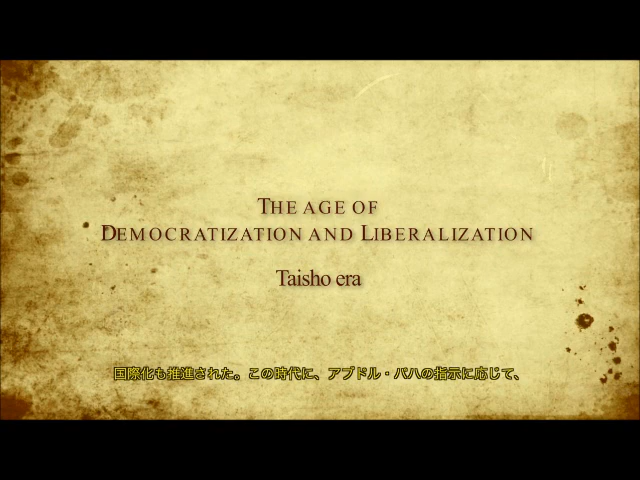 THE AGE OF
DEMOCRATIZATION AND LIBERALIZATION
Taisho era
国際化も推進された。この時代に、アブドル・バハの指示に応じて、